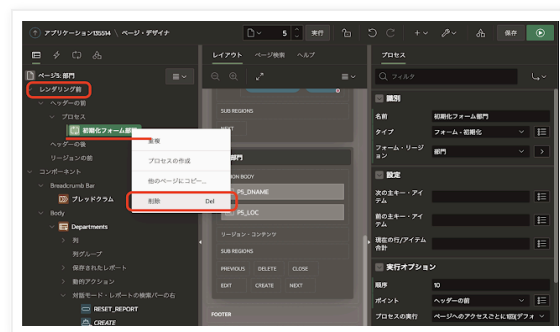 アプリケーション135514 \ ページ・デザイナ
5
実行
保存
レイアウト
ページ検索
ヘルプ
プロセス
ページ5: 部門
レンダリング前
ヘッダーの前
プロセス
初期化フォーム部門
ヘッダーの後
リージョンの前
コンポーネント
Breadcrumb Bar
ブレッドクラム
Body
Departments
列
列グループ
保存されたレポート
動的アクション
対話モード・レポートの検索バーの右
RESET_REPORT
CREATE
重複
プロセスの作成
他のページにコピー...
削除 Del
SUB REGIONS
NEXT
部門
P5_DNAME
P5_LOC
リージョン・コンテンツ
SUB REGIONS
PREVIOUS
DELETE
CLOSE
EDIT
CREATE
NEXT
FOOTER
フィルタ
識別
名前
初期化フォーム部門
タイプ
フォーム - 初期化
フォーム・リージョン
部門
設定
次の主キー・アイテム
前の主キー・アイテム
現在の行/アイテム合計
実行オプション
順序
10
ポイント
ヘッダーの前
プロセスの実行
ページへのアクセスごとに1回(デフォ